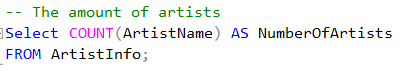 -- The amount of artists
Select COUNT(ArtistName) AS NumberOfArtists
FROM ArtistInfo;